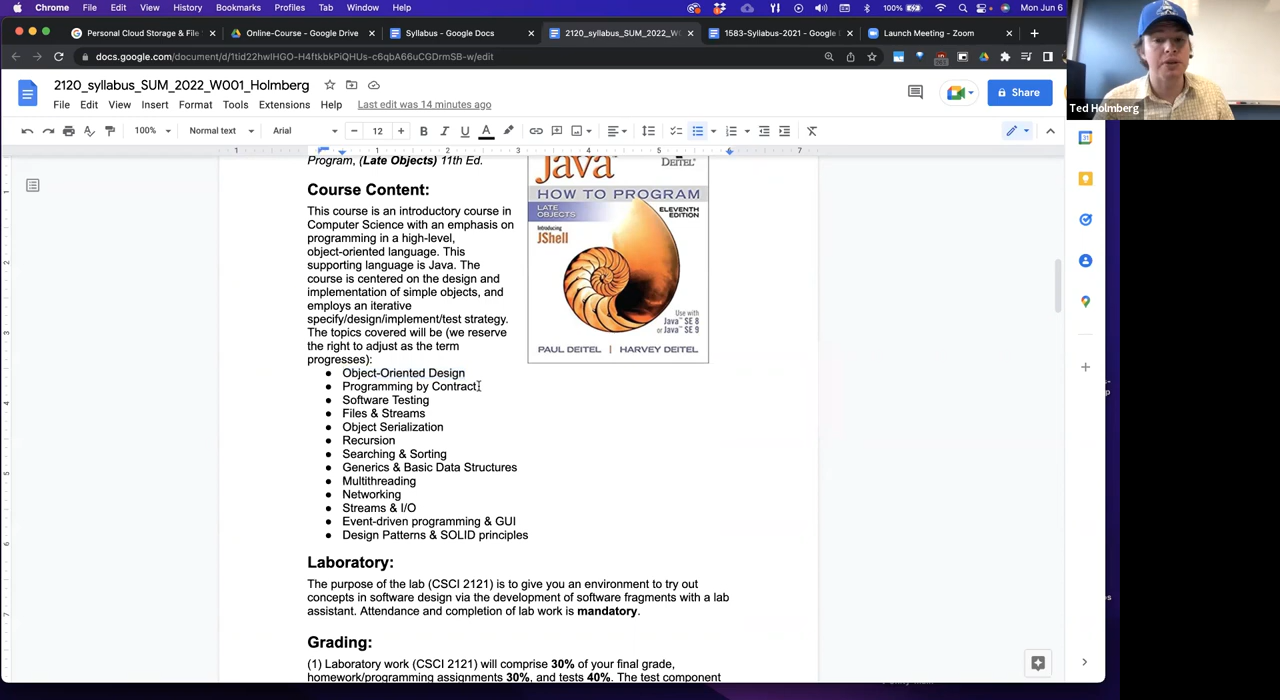 Chrome File Edit View History Bookmarks Profiles Tab Window Help 100% Mon Jun 6
Personal Cloud Storage & File
Online-Course - Google Drive
Syllabus - Google Docs
2120_syllabus_SUM_2022_W0
1583-Syllabus-2021 - Google
Launch Meeting - Zoom
docs.google.com/document/d/1tid22hwIHGO-H4ftkbkPiQHUs-c6qbA66uCGDrmSB-w/edit
2120_syllabus_SUM_2022_W001_Holmberg
File Edit View Insert Format Tools Extensions Help Last edit was 14 minutes ago
Share
Ted Holmberg
100% Normal text Arial 12
Program, (Late Objects) 11th Ed.
Java
DEITEL
HOW TO PROGRAM
LATE
OBJECTS
ELEVENTH
EDITION
Introducing
JShell
Use with
Java SE 8
or Java SE 9
PAUL DEITEL | HARVEY DEITEL
Course Content:
This course is an introductory course in
Computer Science with an emphasis on
programming in a high-level,
object-oriented language. This
supporting language is Java. The
course is centered on the design and
implementation of simple objects, and
employs an iterative
specify/design/implement/test strategy.
The topics covered will be (we reserve
the right to adjust as the term
progresses):
● Object-Oriented Design
● Programming by Contract
● Software Testing
● Files & Streams
● Object Serialization
● Recursion
● Searching & Sorting
● Generics & Basic Data Structures
● Multithreading
● Networking
● Streams & I/O
● Event-driven programming & GUI
● Design Patterns & SOLID principles
Laboratory:
The purpose of the lab (CSCI 2121) is to give you an environment to try out
concepts in software design via the development of software fragments with a lab
assistant. Attendance and completion of lab work is mandatory.
Grading:
(1) Laboratory work (CSCI 2121) will comprise 30% of your final grade,
homework/programming assignments 30%, and tests 40%. The test component